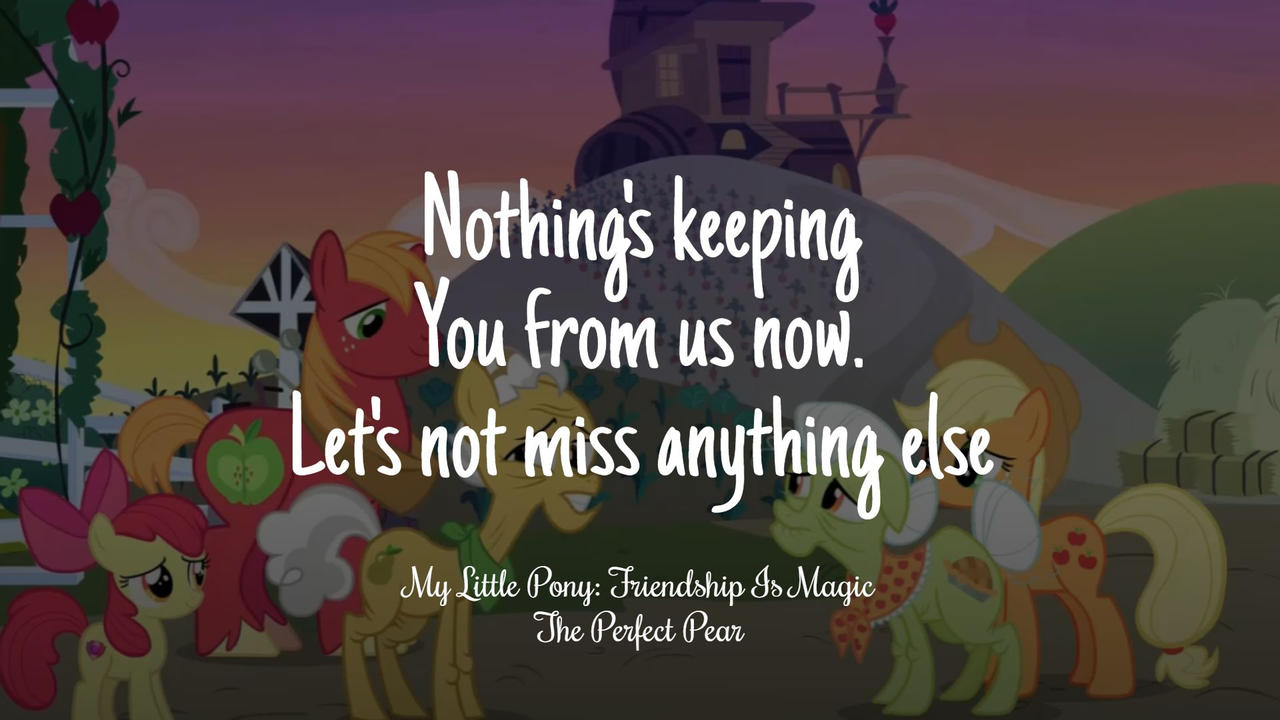 Nothing's keeping
You from us now.
Let's not miss anything else
My Little Pony: Friendship Is Magic
The Perfect Pear